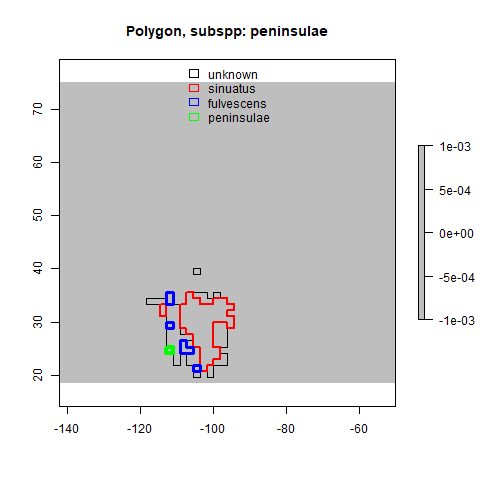 Polygon, subspp: peninsulae
unknown
sinuatus
fulvescens
peninsulae
70
60
50
40
30
20
-140
-120
-100
-80
-60
1e-03
5e-04
0e+00
-5e-04
-1e-03